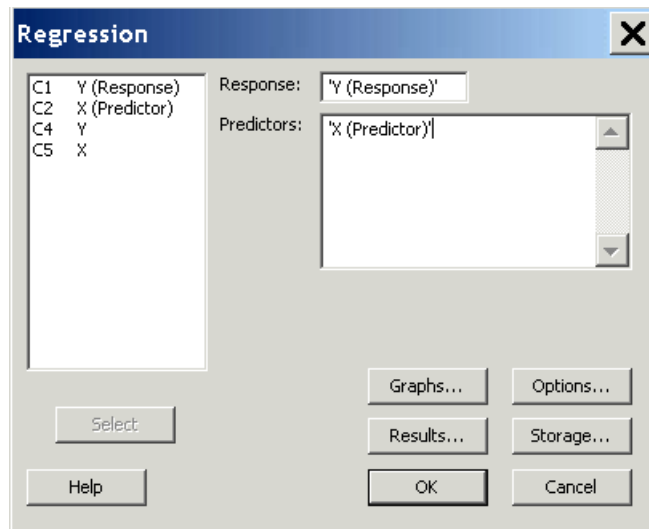 Regression
C1 Y (Response)
C2 X (Predictor)
C4 Y
C5 X
Response: 'Y (Response)'
Predictors: 'X (Predictor)'
Select
Graphs... Options...
Results... Storage...
Help OK Cancel